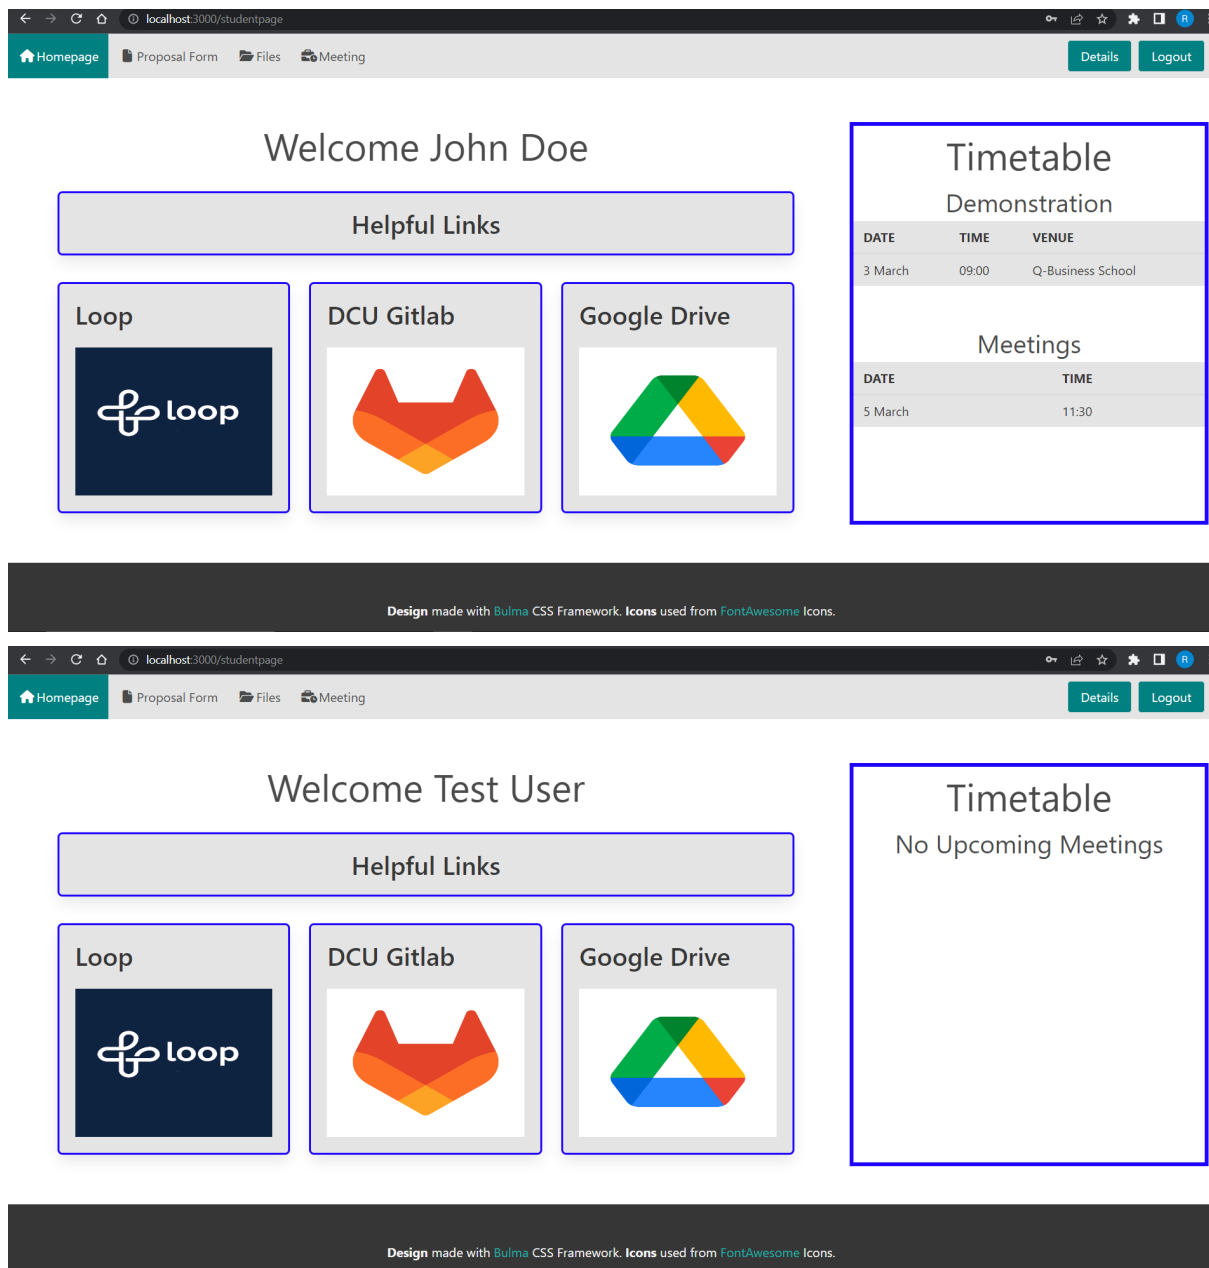 localhost:3000/studentpage
R
Homepage Proposal Form Files Meeting Details Logout
Welcome John Doe
Helpful Links
Loop
loop
DCU Gitlab
Google Drive
Timetable
Demonstration
DATE TIME VENUE
3 March 09:00 Q-Business School
Meetings
DATE TIME
5 March 11:30
Design made with Bulma CSS Framework. Icons used from FontAwesome Icons.
localhost:3000/studentpage
R
Homepage Proposal Form Files Meeting Details Logout
Welcome Test User
Helpful Links
Loop
loop
DCU Gitlab
Google Drive
Timetable
No Upcoming Meetings
Design made with Bulma CSS Framework. Icons used from FontAwesome Icons.